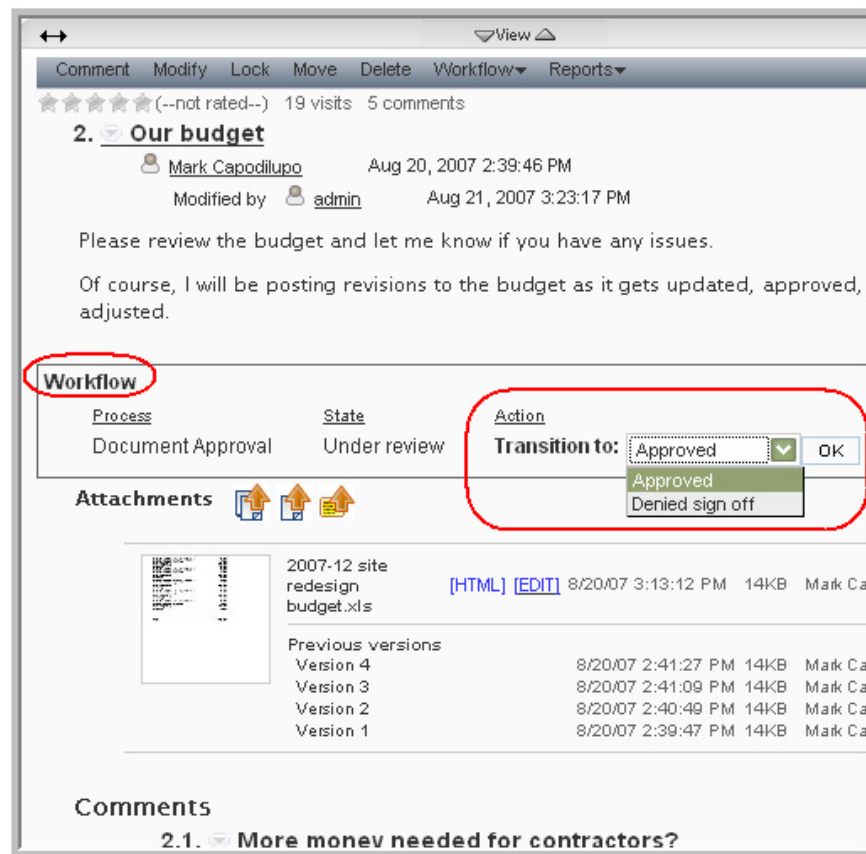 View
Comment Modify Lock Move Delete Workflow Reports
(--not rated--) 19 visits 5 comments
2. Our budget
Mark Capodilupo Aug 20, 2007 2:39:46 PM
Modified by admin Aug 21, 2007 3:23:17 PM
Please review the budget and let me know if you have any issues.
Of course, I will be posting revisions to the budget as it gets updated, approved,
adjusted.
Workflow
Process State Action
Document Approval Under review Transition to: Approved OK
Approved
Denied sign off
Attachments
2007-12 site
redesign [HTML] [EDIT] 8/20/07 3:13:12 PM 14KB Mark Ca
budget.xls
Previous versions
Version 4 8/20/07 2:41:27 PM 14KB Mark Ca
Version 3 8/20/07 2:41:09 PM 14KB Mark Ca
Version 2 8/20/07 2:40:49 PM 14KB Mark Ca
Version 1 8/20/07 2:39:47 PM 14KB Mark Ca
Comments
2.1. More money needed for contractors?